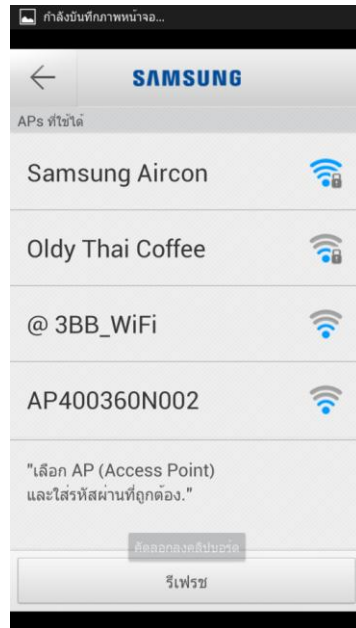 กำลังบันทึกภาพหน้าจอ...
SAMSUNG
APs ที่ใช้ได้
Samsung Aircon
Oldy Thai Coffee
@ 3BB_WiFi
AP400360N002
"เลือก AP (Access Point)
และใส่รหัสผ่านที่ถูกต้อง."
คัดลอกลงคลิปบอร์ด
รีเฟรช